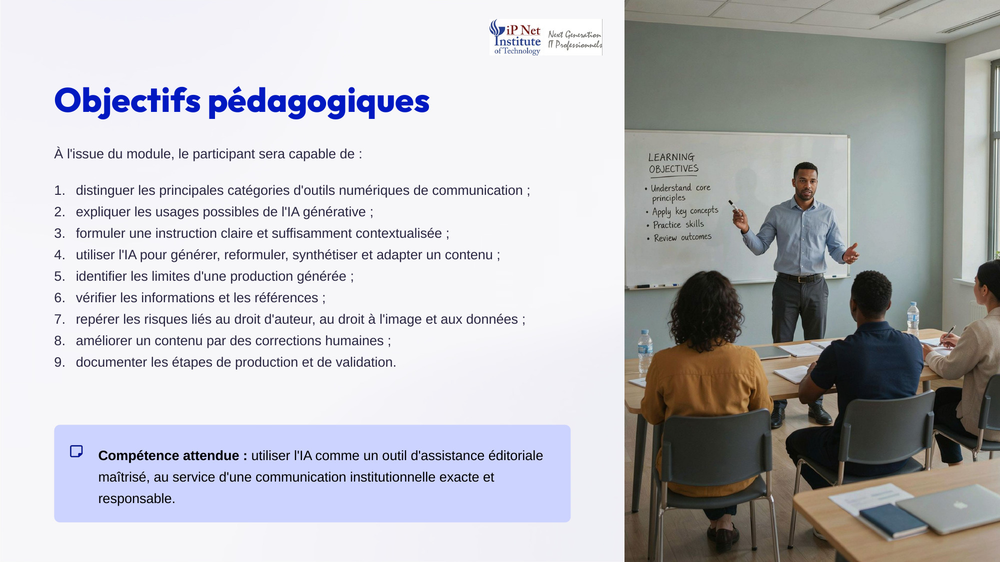 iP Net
Institute
of Technology
Next Generation
IT Professionnels
Objectifs pédagogiques
À l'issue du module, le participant sera capable de :
1. distinguer les principales catégories d'outils numériques de communication ;
2. expliquer les usages possibles de l'IA générative ;
3. formuler une instruction claire et suffisamment contextualisée ;
4. utiliser l'IA pour générer, reformuler, synthétiser et adapter un contenu ;
5. identifier les limites d'une production générée ;
6. vérifier les informations et les références ;
7. repérer les risques liés au droit d'auteur, au droit à l'image et aux données ;
8. améliorer un contenu par des corrections humaines ;
9. documenter les étapes de production et de validation.
Compétence attendue : utiliser l'IA comme un outil d'assistance éditoriale
maîtrisé, au service d'une communication institutionnelle exacte et
responsable.
LEARNING
OBJECTIVES
• Understand core
principles
• Apply key concepts
• Practice skills
• Review outcomes